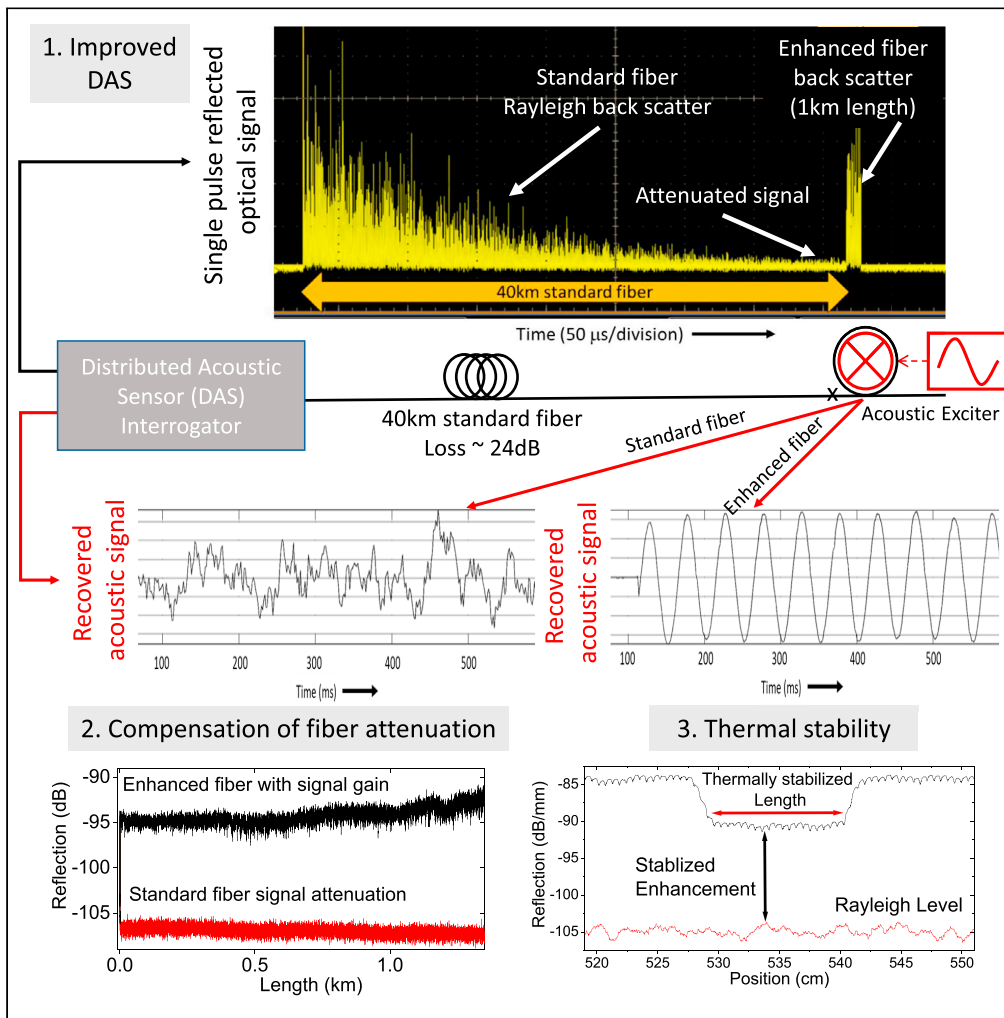 1. Improved
DAS
Single pulse reflected
optical signal
Standard fiber
Rayleigh back scatter
Enhanced fiber
back scatter
(1km length)
Attenuated signal
40km standard fiber
Time (50 μs/division)
Distributed Acoustic
Sensor (DAS)
Interrogator
40km standard fiber
Loss ~ 24dB
x
Acoustic Exciter
Standard fiber
Enhanced fiber
Recovered
acoustic signal
100 200 300 400 500
Time (ms)
Recovered
acoustic signal
100 200 300 400 500
Time (ms)
2. Compensation of fiber attenuation
-90
-95
-100
-105
Reflection (dB)
Enhanced fiber with signal gain
Standard fiber signal attenuation
0.0 0.5 1.0
Length (km)
3. Thermal stability
-85
-90
-95
-100
-105
Reflection (dB/mm)
Thermally stabilized
Length
Stablized
Enhancement
Rayleigh Level
520 525 530 535 540 545 550
Position (cm)